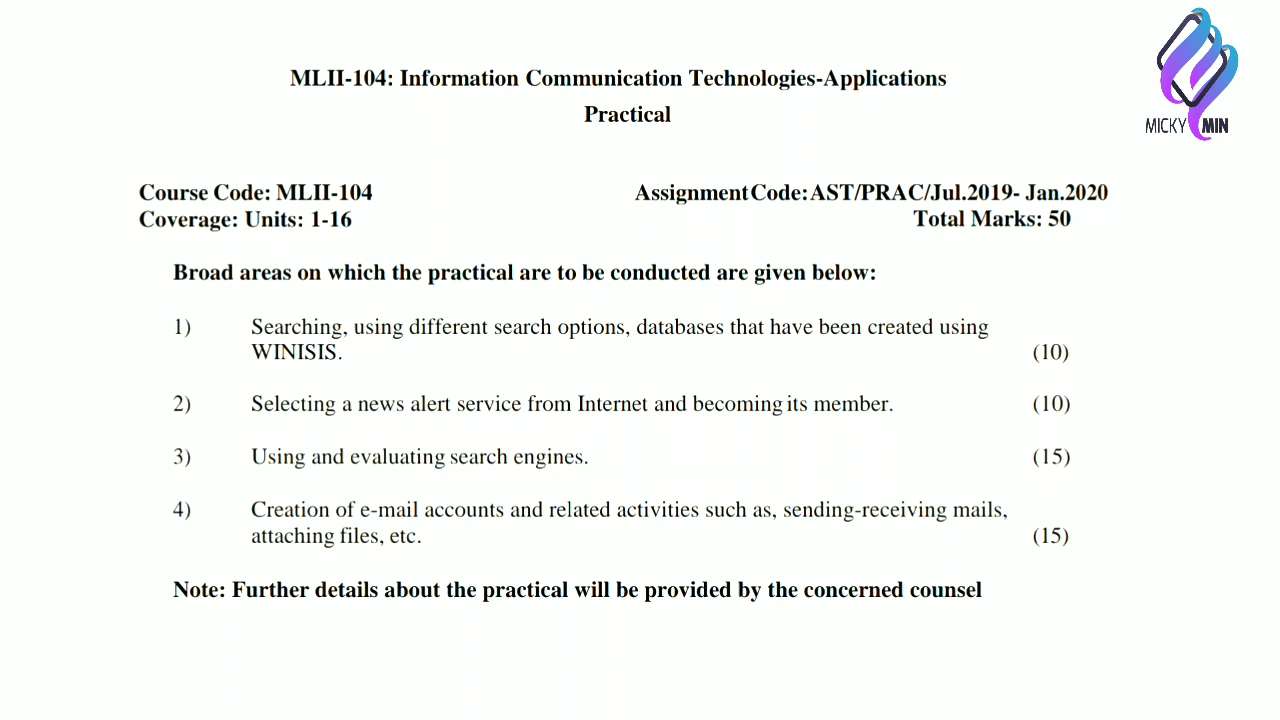 MICKY MIN
MLII-104: Information Communication Technologies-Applications
Practical
Course Code: MLII-104 Assignment Code: AST/PRAC/Jul.2019- Jan.2020
Coverage: Units: 1-16 Total Marks: 50
Broad areas on which the practical are to be conducted are given below:
1) Searching, using different search options, databases that have been created using
WINISIS. (10)
2) Selecting a news alert service from Internet and becoming its member. (10)
3) Using and evaluating search engines. (15)
4) Creation of e-mail accounts and related activities such as, sending-receiving mails,
attaching files, etc. (15)
Note: Further details about the practical will be provided by the concerned counsel